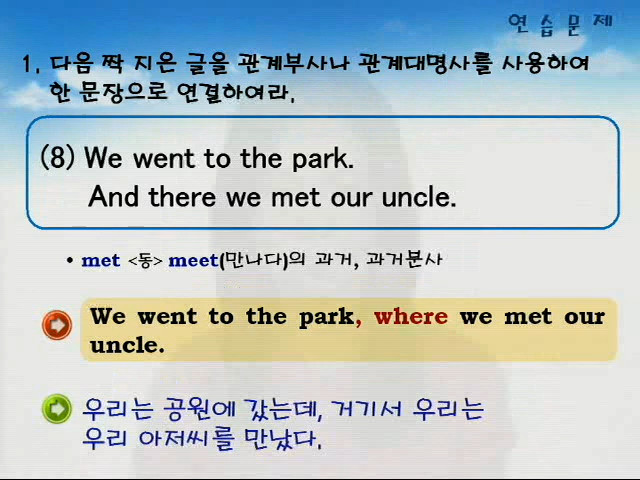 연 습 문 제
1. 다음 짝 지은 글을 관계부사나 관계대명사를 사용하여
한 문장으로 연결하여라.
(8) We went to the park.
And there we met our uncle.
• met <동> meet(만나다)의 과거, 과거분사
We went to the park, where we met our
uncle.
우리는 공원에 갔는데, 거기서 우리는
우리 아저씨를 만났다.